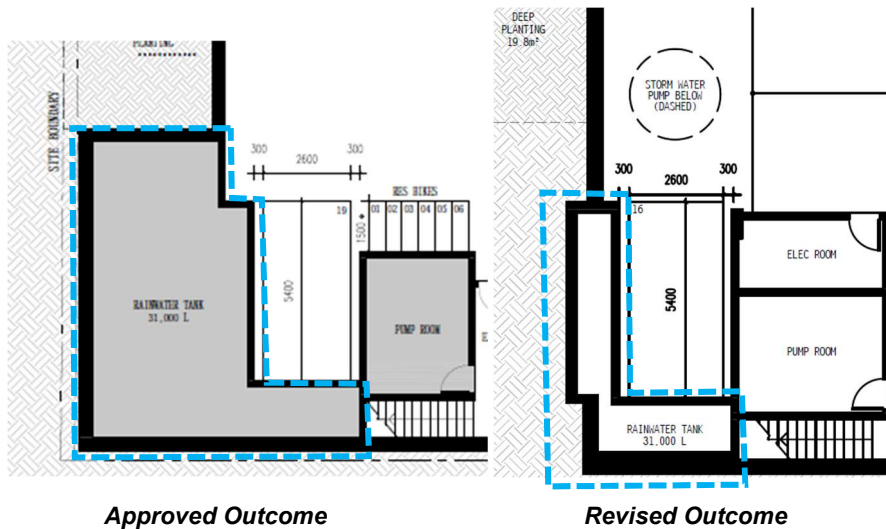 PLANTING
SITE BOUNDARY
300
2600
300
RES BIKES
19
01 02 03 04 05 06
1500
5400
RAINWATER TANK
31,000 L
PUMP ROOM
Approved Outcome
DEEP
PLANTING
19.8m²
STORM WATER
PUMP BELOW
(DASHED)
300
2600
300
16
5400
ELEC ROOM
PUMP ROOM
RAINWATER TANK
31,000 L
Revised Outcome